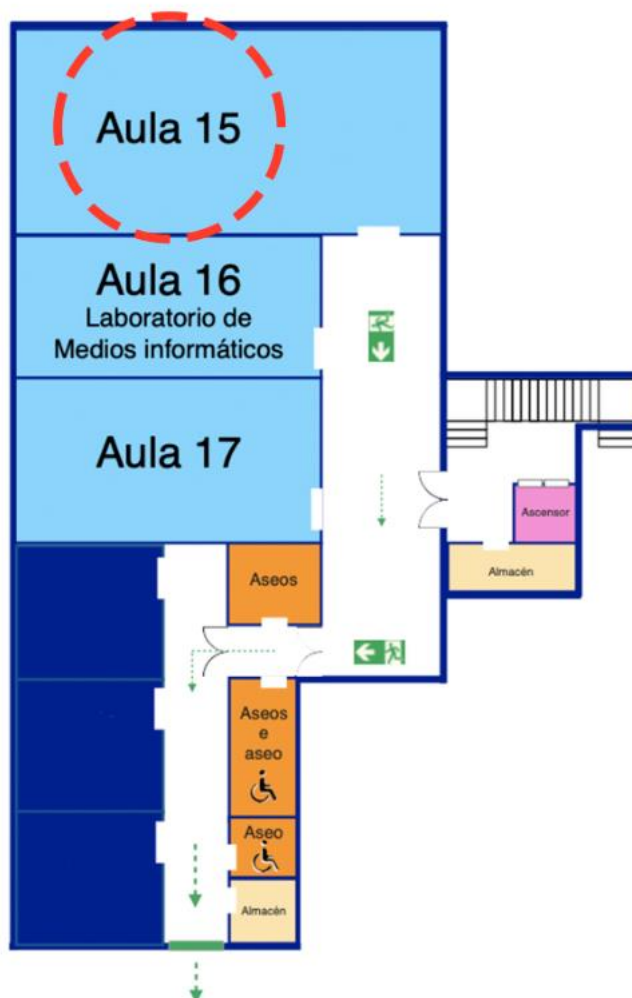 Aula 15
Aula 16
Laboratorio de
Medios informáticos
Aula 17
Ascensor
Almacén
Aseos
Aseos
e
aseo
Aseo
Almacén